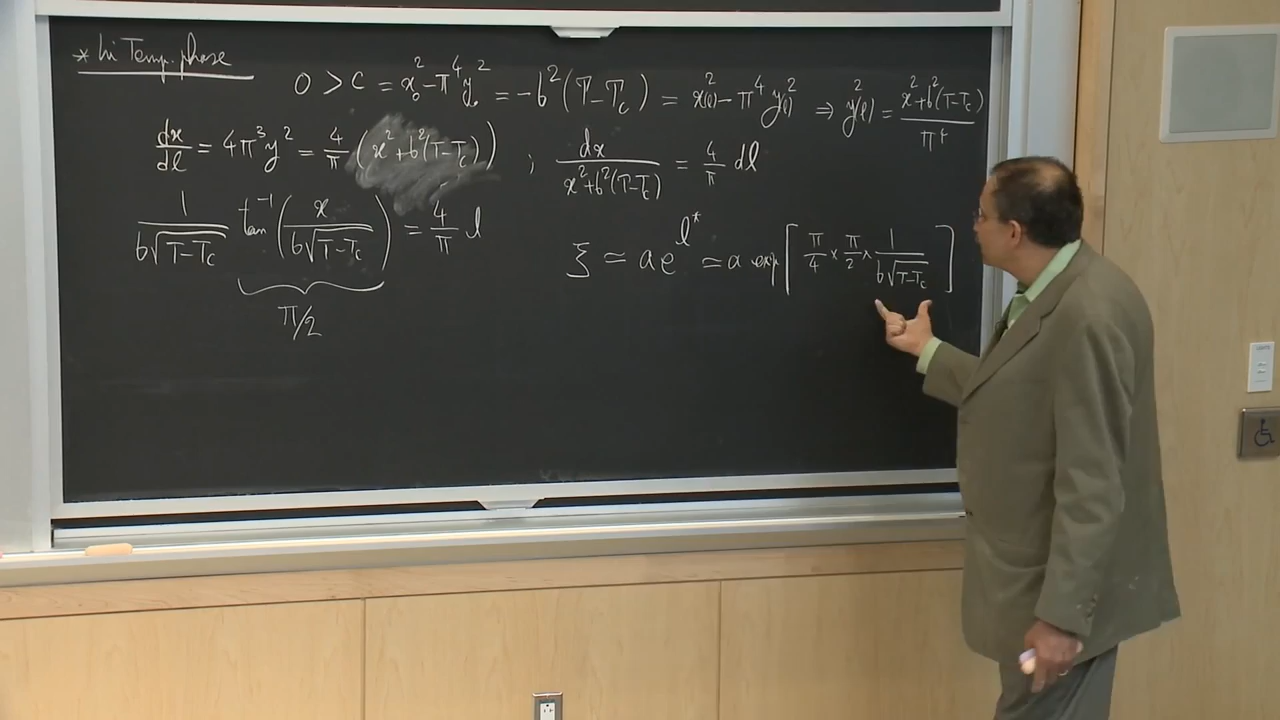 * hi Temp. phase
0 > C = x₀² − π⁴y₀² = −b²(T−T_c) = x(l)² − π⁴y(l)² ⇒ y(l)² = (x² + b²(T−T_c)) / π⁴
dx/dl = 4π³y² = 4/π (x² + b²(T−T_c)) ; dx / (x² + b²(T−T_c)) = 4/π dl
1 / (b√(T−T_c)) tan⁻¹(x / (b√(T−T_c))) = 4/π l
ξ ≃ a e^{l*} ≃ a exp[π/4 × π/2 × 1 / (b√(T−T_c))]
π/2